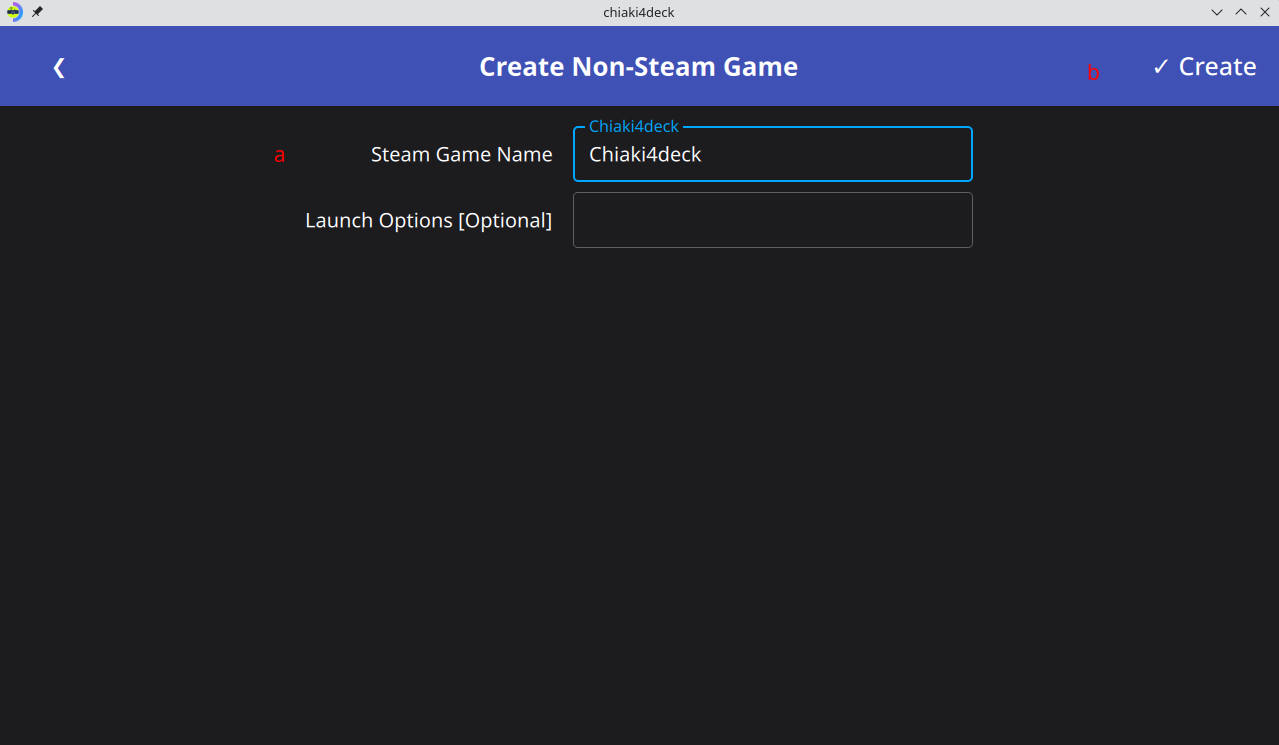 chiaki4deck
❮ Create Non-Steam Game b ✓ Create
Chiaki4deck
a Steam Game Name Chiaki4deck
Launch Options [Optional]